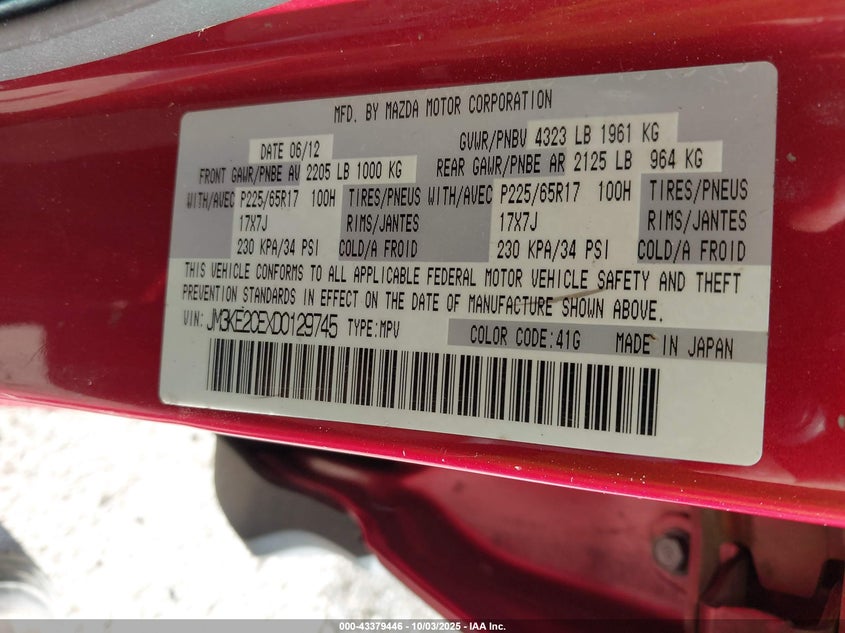 MFD. BY MAZDA MOTOR CORPORATION
DATE 06/12 GVWR/PNBV 4323 LB 1961 KG
FRONT GAWR/PNBE AV 2205 LB 1000 KG REAR GAWR/PNBE AR 2125 LB 964 KG
WITH/AVEC P225/65R17 100H TIRES/PNEUS WITH/AVEC P225/65R17 100H TIRES/PNEUS
17X7J RIMS/JANTES 17X7J RIMS/JANTES
230 KPA/34 PSI COLD/A FROID 230 KPA/34 PSI COLD/A FROID
THIS VEHICLE CONFORMS TO ALL APPLICABLE FEDERAL MOTOR VEHICLE SAFETY AND THEFT
PREVENTION STANDARDS IN EFFECT ON THE DATE OF MANUFACTURE SHOWN ABOVE.
VIN: JM3KE2CEXD0129745 TYPE:MPV COLOR CODE:41G MADE IN JAPAN
000-43379446 - 10/03/2025 - IAA Inc.